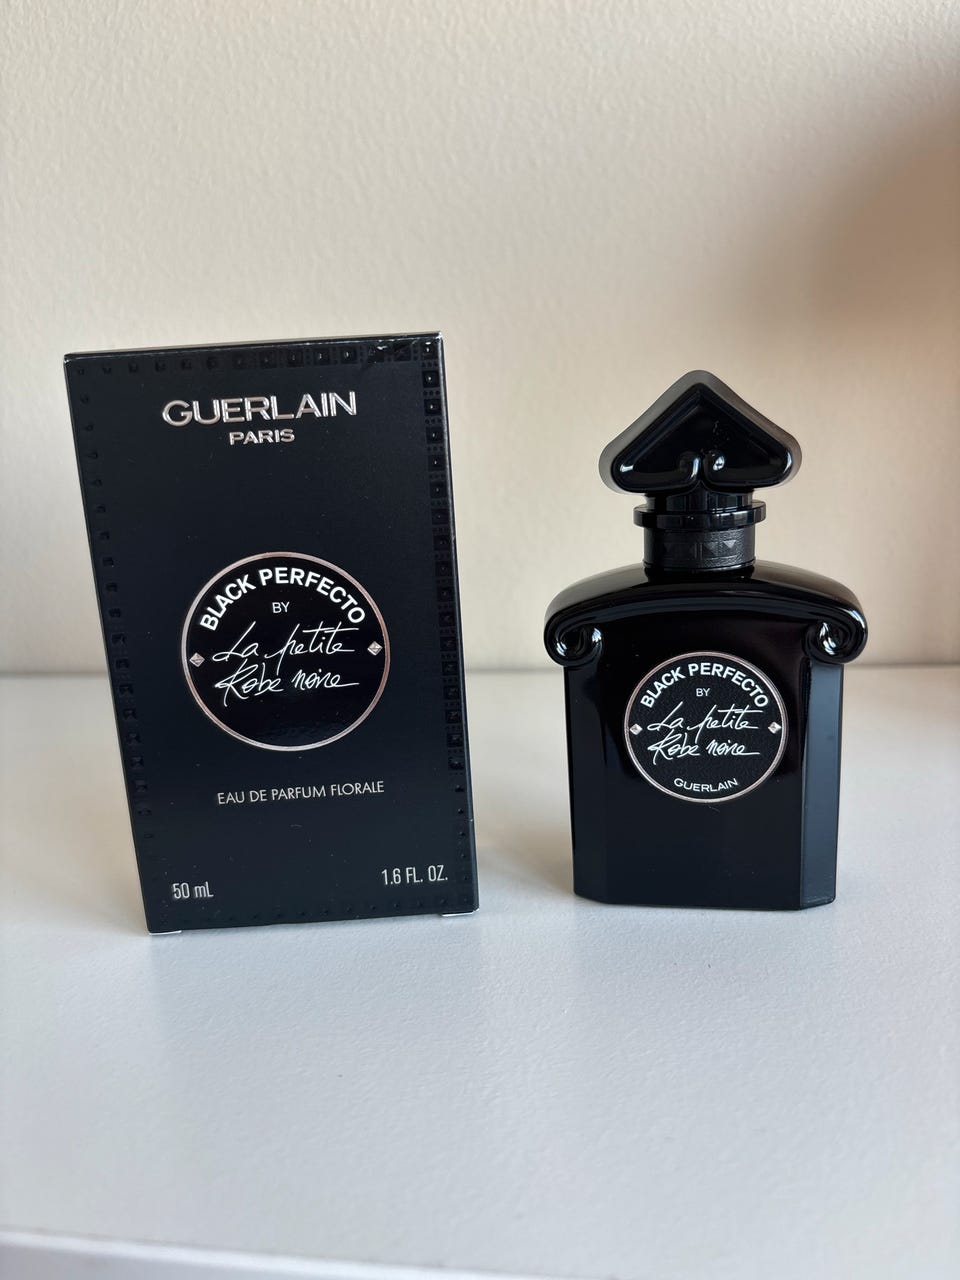 GUERLAIN
PARIS
BLACK PERFECTO
BY
La petite
Robe noire
EAU DE PARFUM FLORALE
50 mL
1.6 FL. OZ.
BLACK PERFECTO
BY
La petite
Robe noire
GUERLAIN